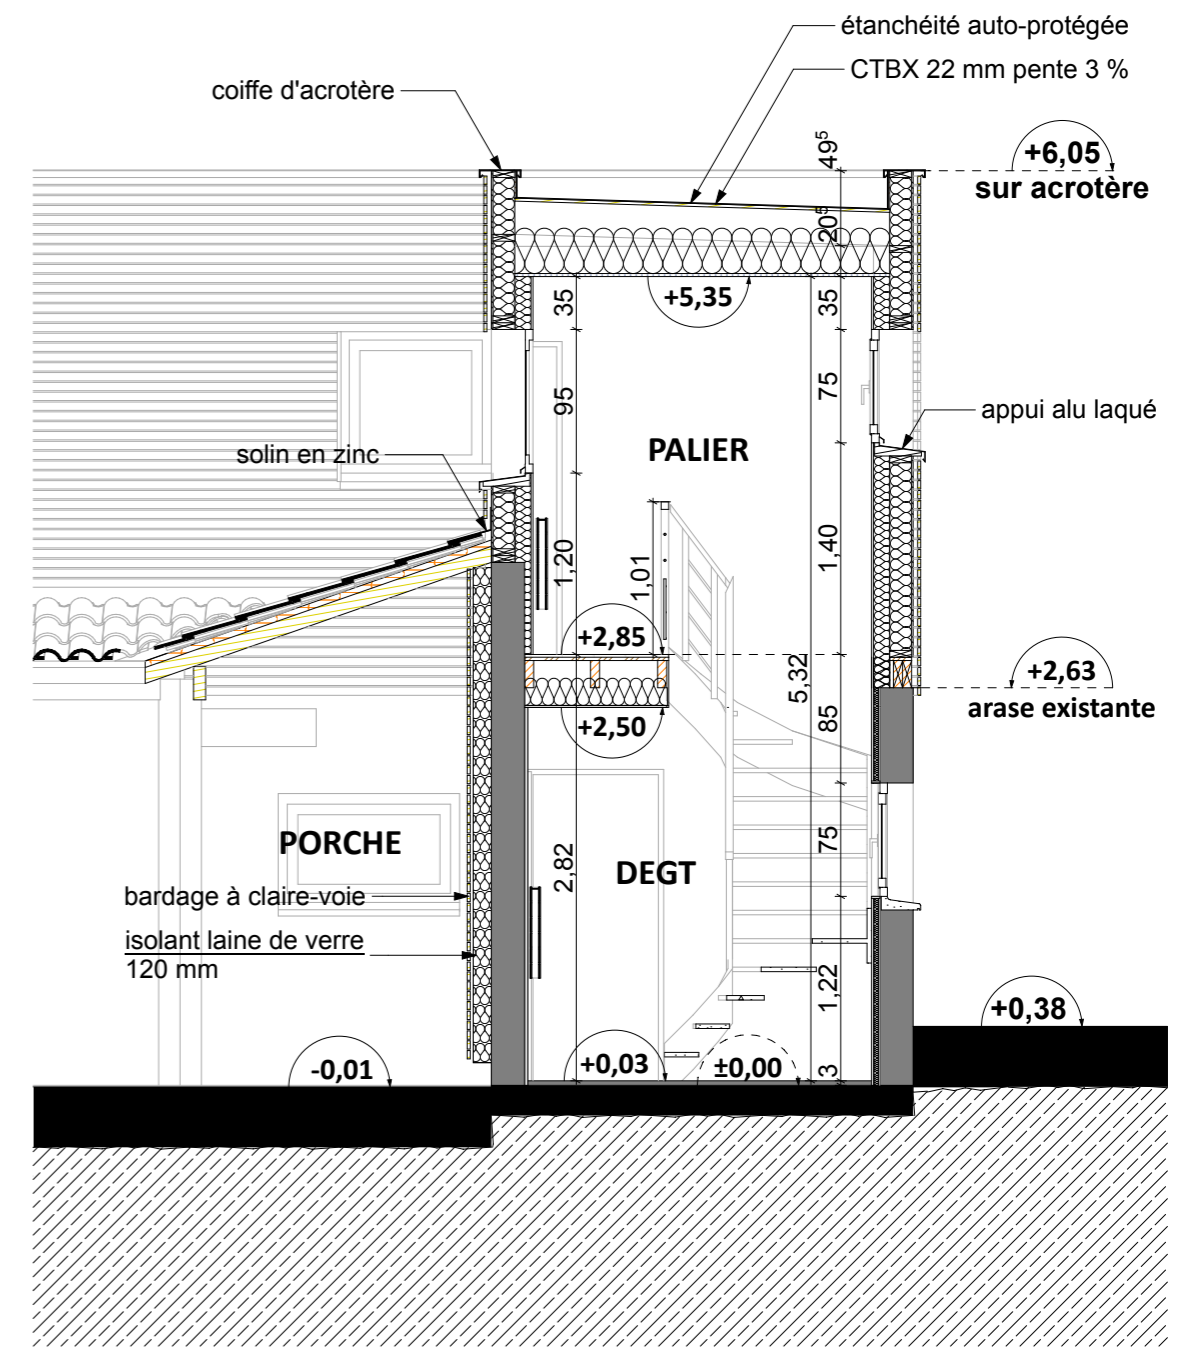 étanchéité auto-protégée
CTBX 22 mm pente 3 %
coiffe d'acrotère
49⁵
+6,05
sur acrotère
20⁵
+5,35
35
35
95
75
appui alu laqué
PALIER
solin en zinc
1,20
1,01
1,40
+2,85
5,32
+2,63
arase existante
+2,50
85
PORCHE
2,82
DEGT
75
bardage à claire-voie
isolant laine de verre
120 mm
1,22
+0,38
-0,01
+0,03
±0,00
3